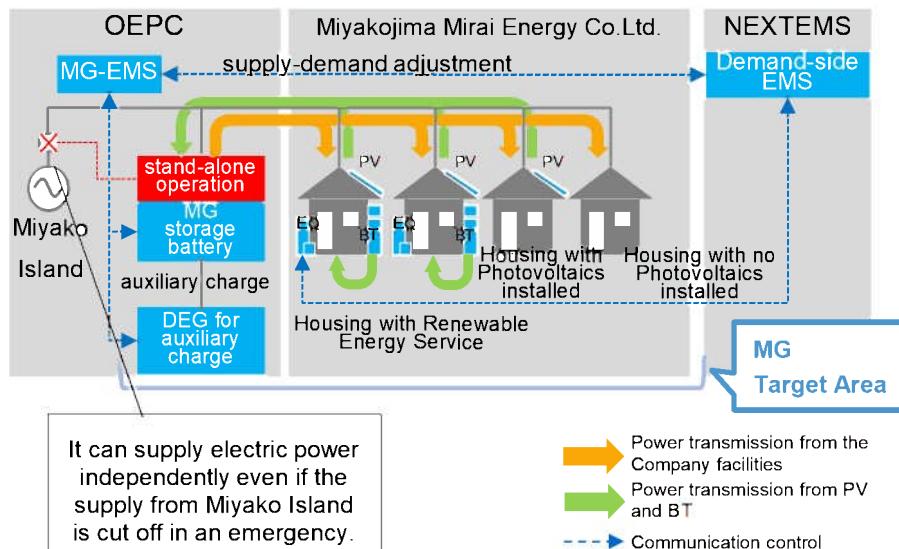 OEPC
Miyakojima Mirai Energy Co.Ltd.
NEXTEMS
MG-EMS
supply-demand adjustment
Demand-side
EMS
PV
PV
PV
stand-alone
operation
MG
storage
battery
Miyako
Island
EQ
BT
EQ
BT
auxiliary charge
Housing with
Photovoltaics
installed
Housing with no
Photovoltaics
installed
DEG for
auxiliary
charge
Housing with Renewable
Energy Service
MG
Target Area
It can supply electric power
independently even if the
supply from Miyako Island
is cut off in an emergency.
Power transmission from the
Company facilities
Power transmission from PV
and BT
Communication control